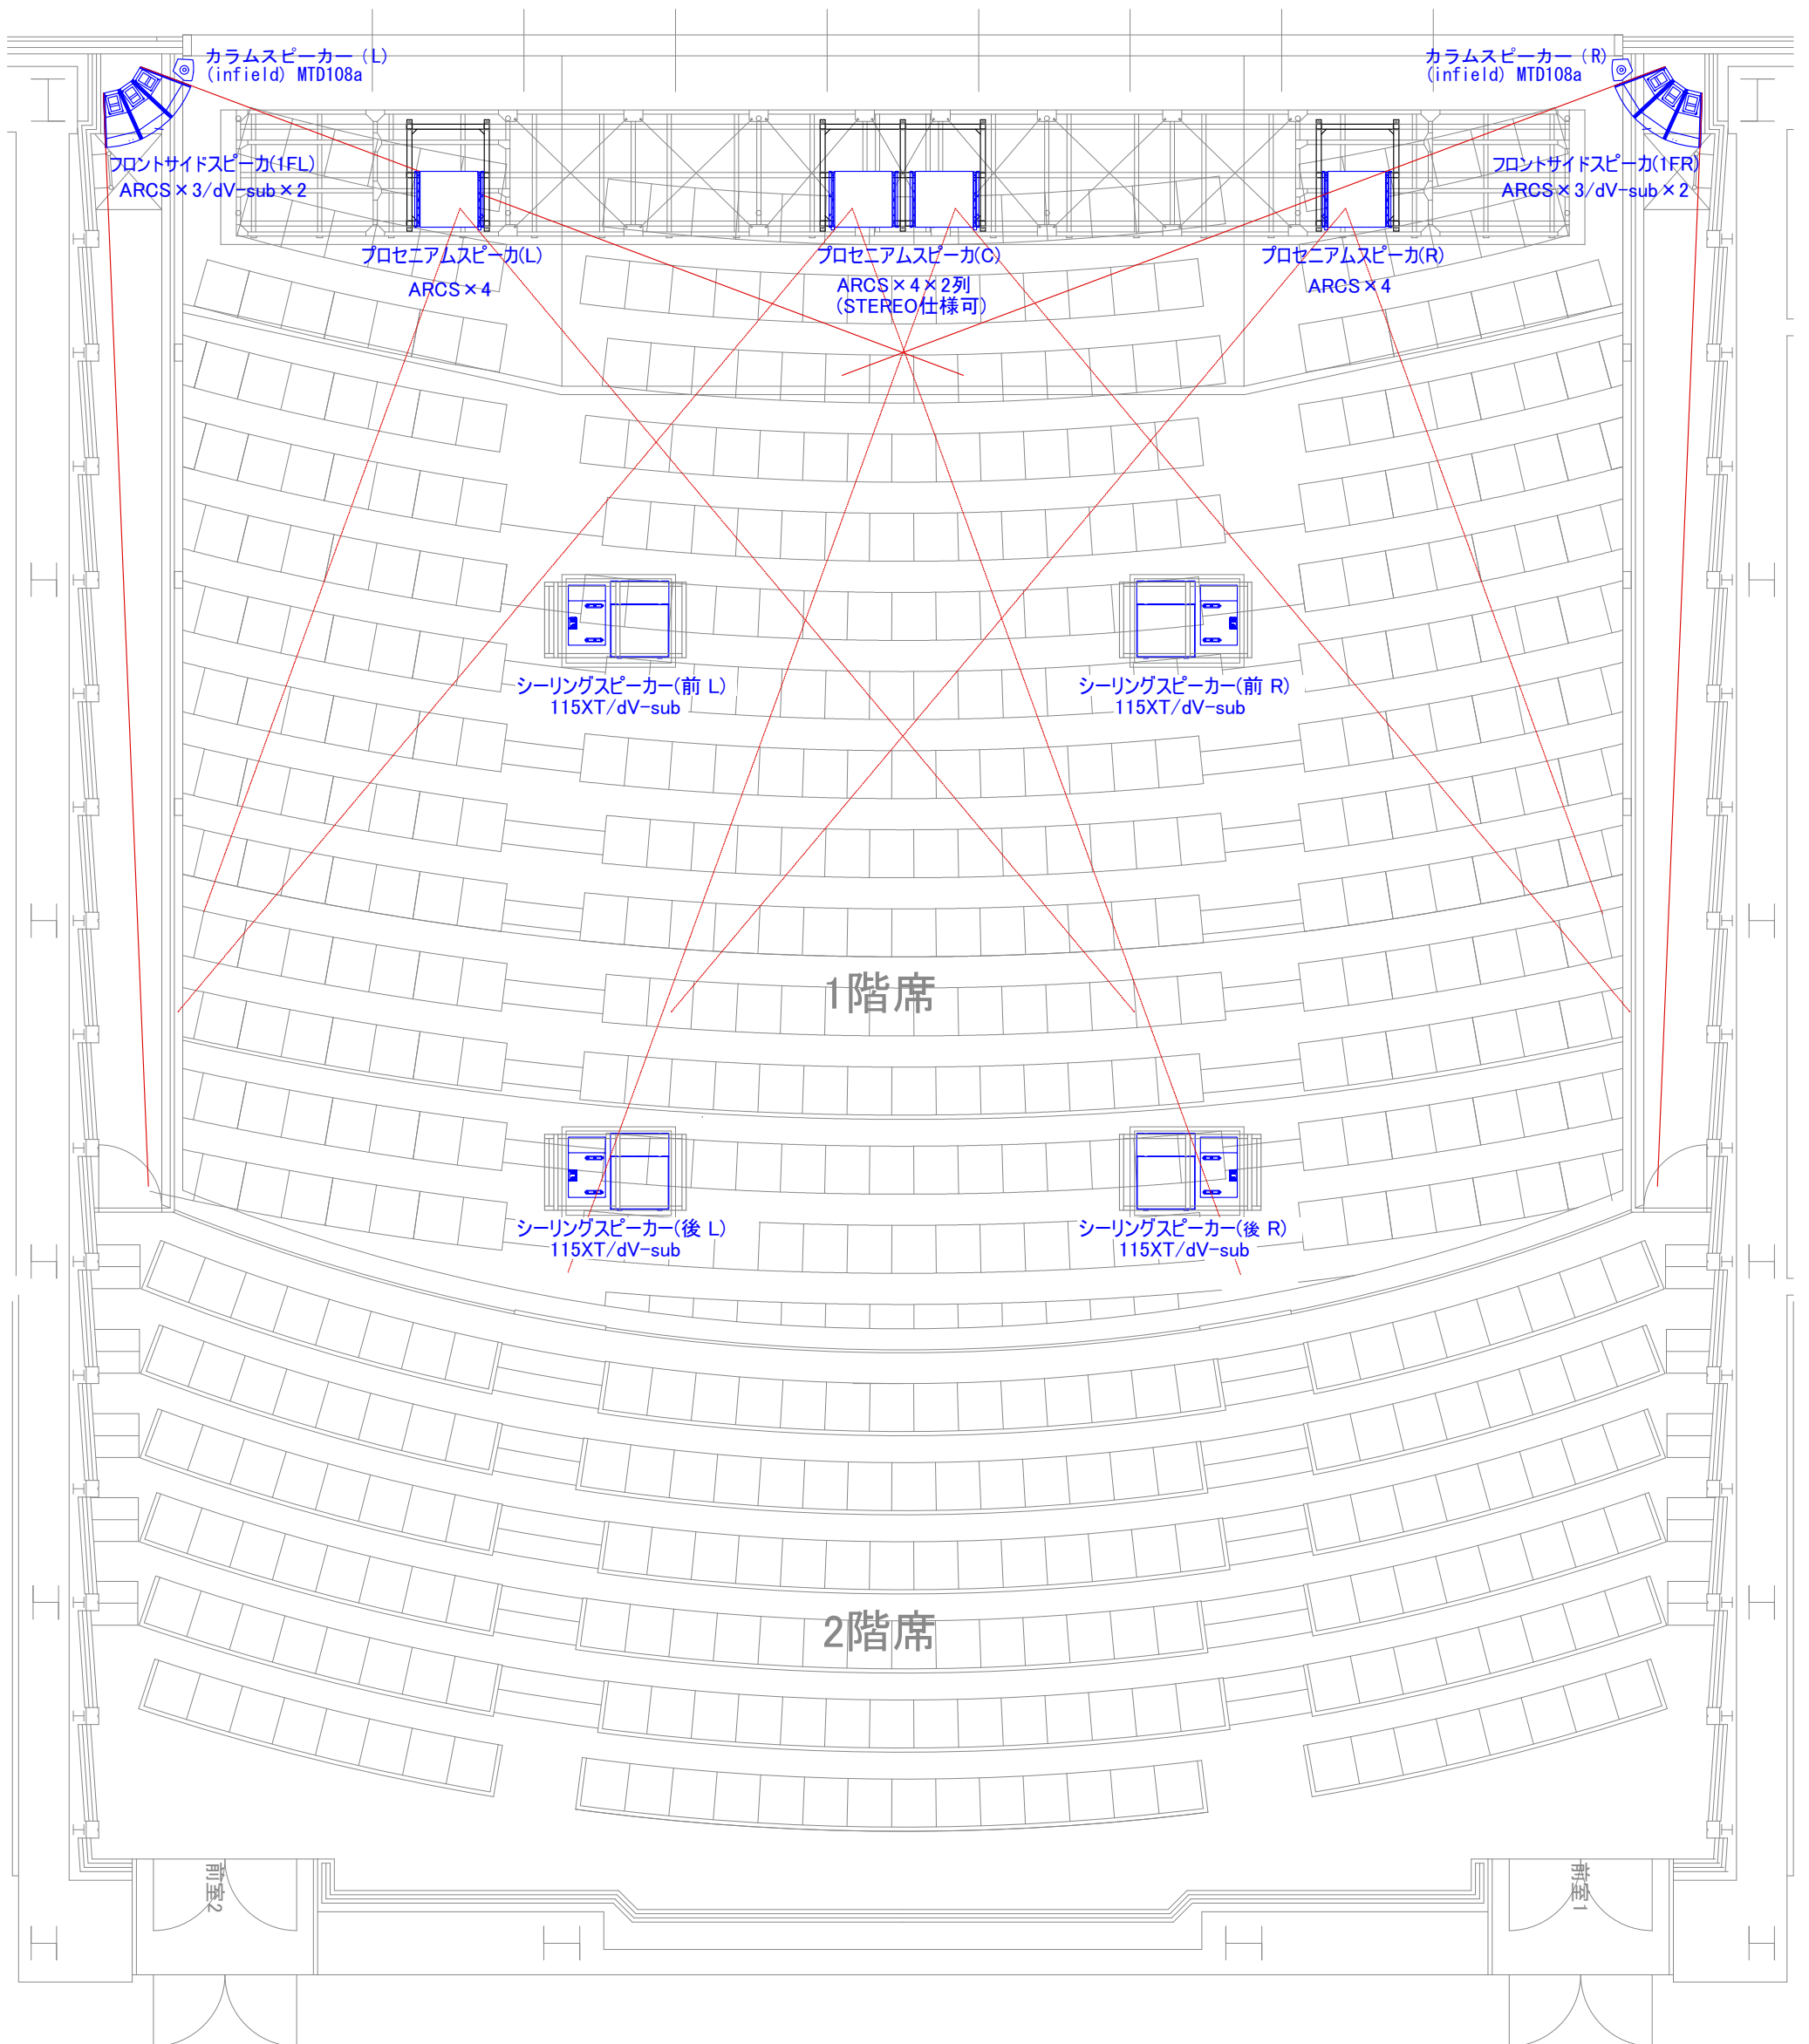 カラムスピーカー（L）
(infield) MTD108a
カラムスピーカー（R）
(infield) MTD108a
フロントサイドスピーカ(1FL)
ARCS×3/dV-sub×2
フロントサイドスピーカ(1FR)
ARCS×3/dV-sub×2
プロセニアムスピーカ(L)
ARCS×4
プロセニアムスピーカ(C)
ARCS×4×2列
(STEREO仕様可)
プロセニアムスピーカ(R)
ARCS×4
シーリングスピーカー(前 L)
115XT/dV-sub
シーリングスピーカー(前 R)
115XT/dV-sub
1階席
シーリングスピーカー(後 L)
115XT/dV-sub
シーリングスピーカー(後 R)
115XT/dV-sub
2階席
前室2
前室1